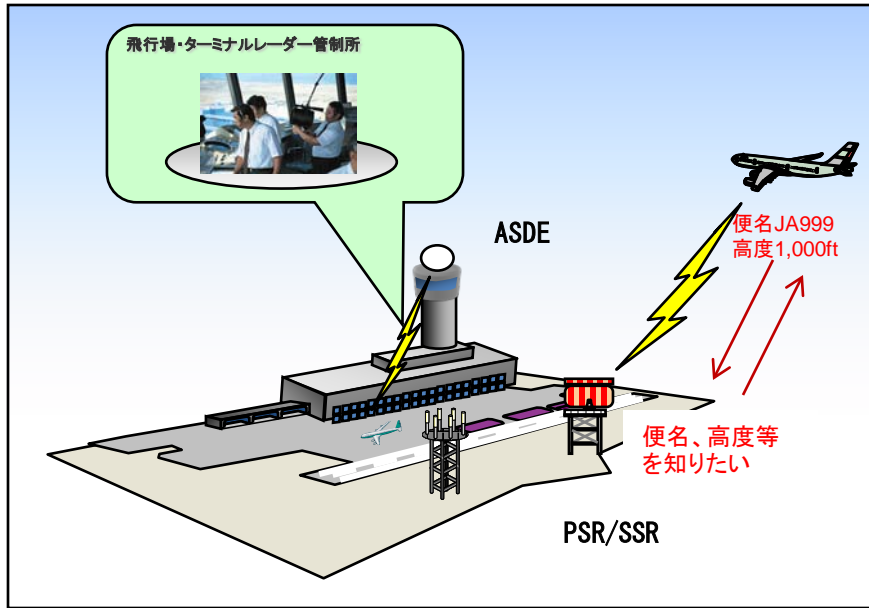 飛行場・ターミナルレーダー管制所
ASDE
便名JA999
高度1,000ft
便名、高度等
を知りたい
PSR/SSR